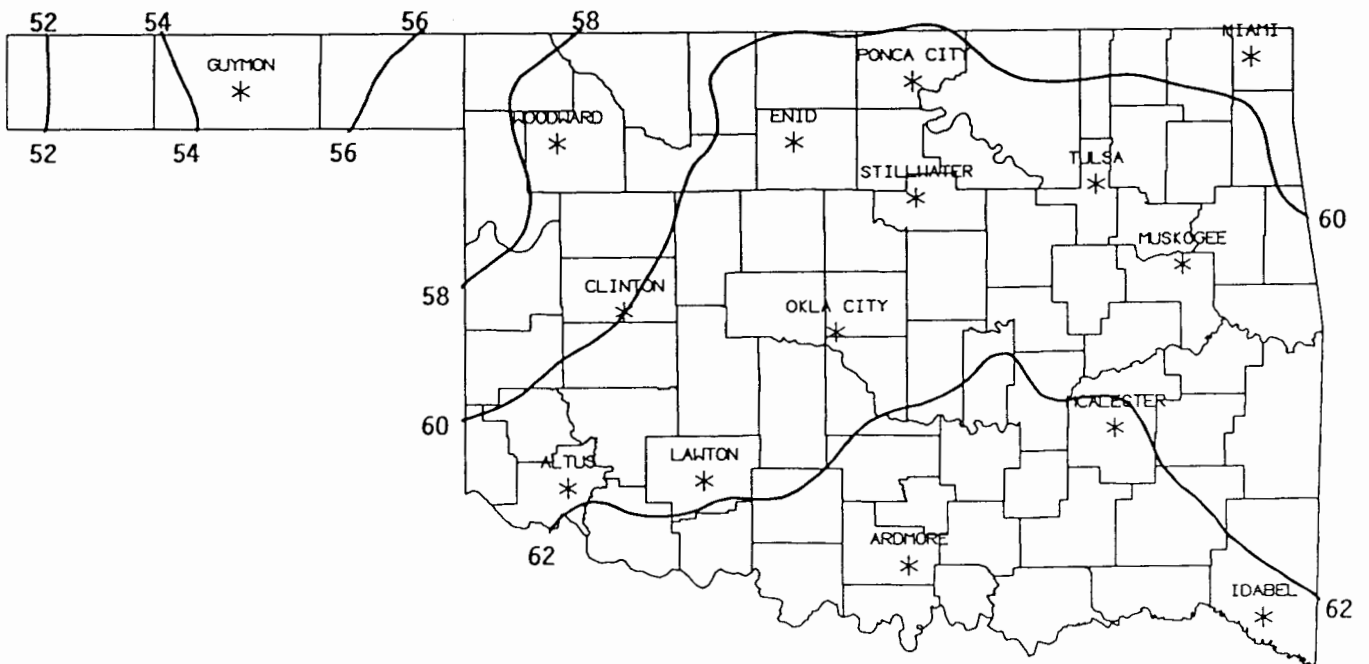 52
54
56
58
MIAMI
GUYMON
PONCA CITY
WOODWARD
ENID
52
54
56
TULSA
STILLWATER
60
MUSKOGEE
58
CLINTON
OKLA CITY
MCALESTER
60
ALTUS
LAWTON
ARDMORE
62
IDABEL
62